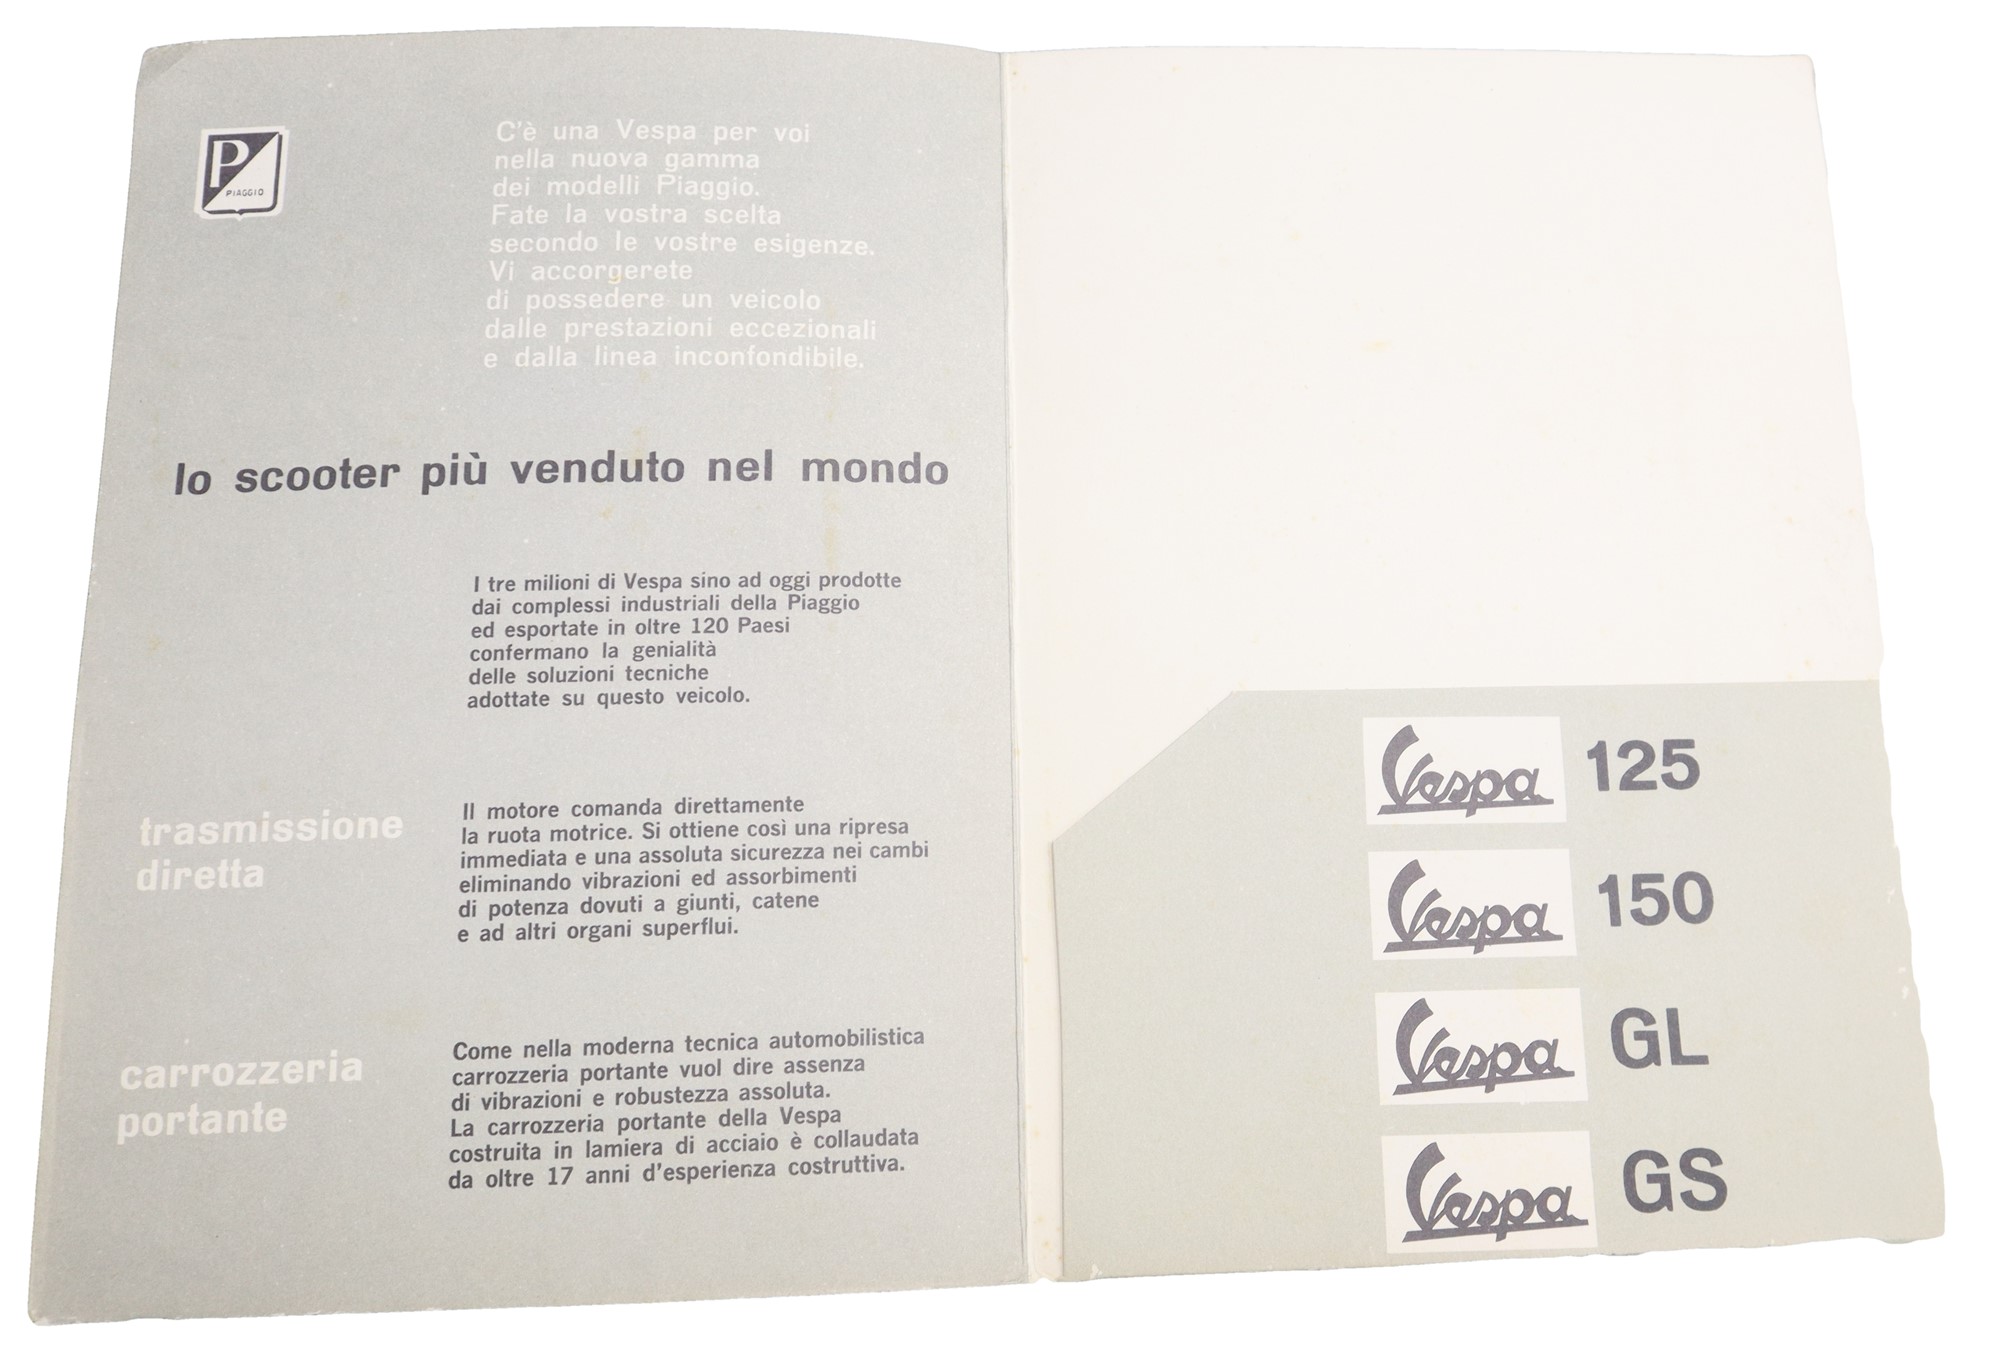 P
PIAGGIO
C'è una Vespa per voi
nella nuova gamma
dei modelli Piaggio.
Fate la vostra scelta
secondo le vostre esigenze.
Vi accorgerete
di possedere un veicolo
dalle prestazioni eccezionali
e dalla linea inconfondibile.
lo scooter più venduto nel mondo
I tre milioni di Vespa sino ad oggi prodotte
dai complessi industriali della Piaggio
ed esportate in oltre 120 Paesi
confermano la genialità
delle soluzioni tecniche
adottate su questo veicolo.
trasmissione
diretta
Il motore comanda direttamente
la ruota motrice. Si ottiene così una ripresa
immediata e una assoluta sicurezza nei cambi
eliminando vibrazioni ed assorbimenti
di potenza dovuti a giunti, catene
e ad altri organi superflui.
carrozzeria
portante
Come nella moderna tecnica automobilistica
carrozzeria portante vuol dire assenza
di vibrazioni e robustezza assoluta.
La carrozzeria portante della Vespa
costruita in lamiera di acciaio è collaudata
da oltre 17 anni d'esperienza costruttiva.
Vespa 125
Vespa 150
Vespa GL
Vespa GS